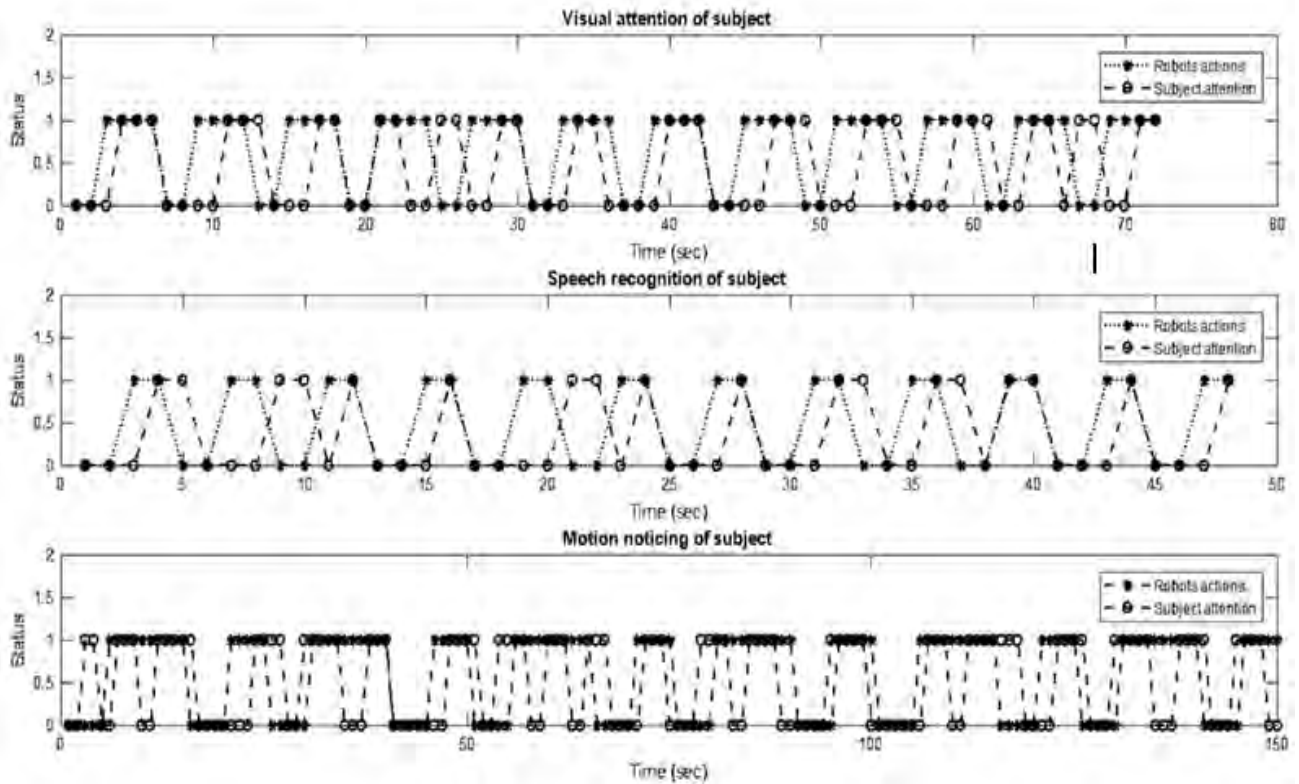 Visual attention of subject
2
1.5
1
0.5
0
Status
Robots actions
Subject attention
0 10 20 30 40 50 60 70 80
Time (sec)
Speech recognition of subject
2
1.5
1
0.5
0
Status
Robots actions
Subject attention
0 5 10 15 20 25 30 35 40 45 50
Time (sec)
Motion noticing of subject
2
1.5
1
0.5
0
Status
Robots actions
Subject attention
0 50 100 150
Time (sec)